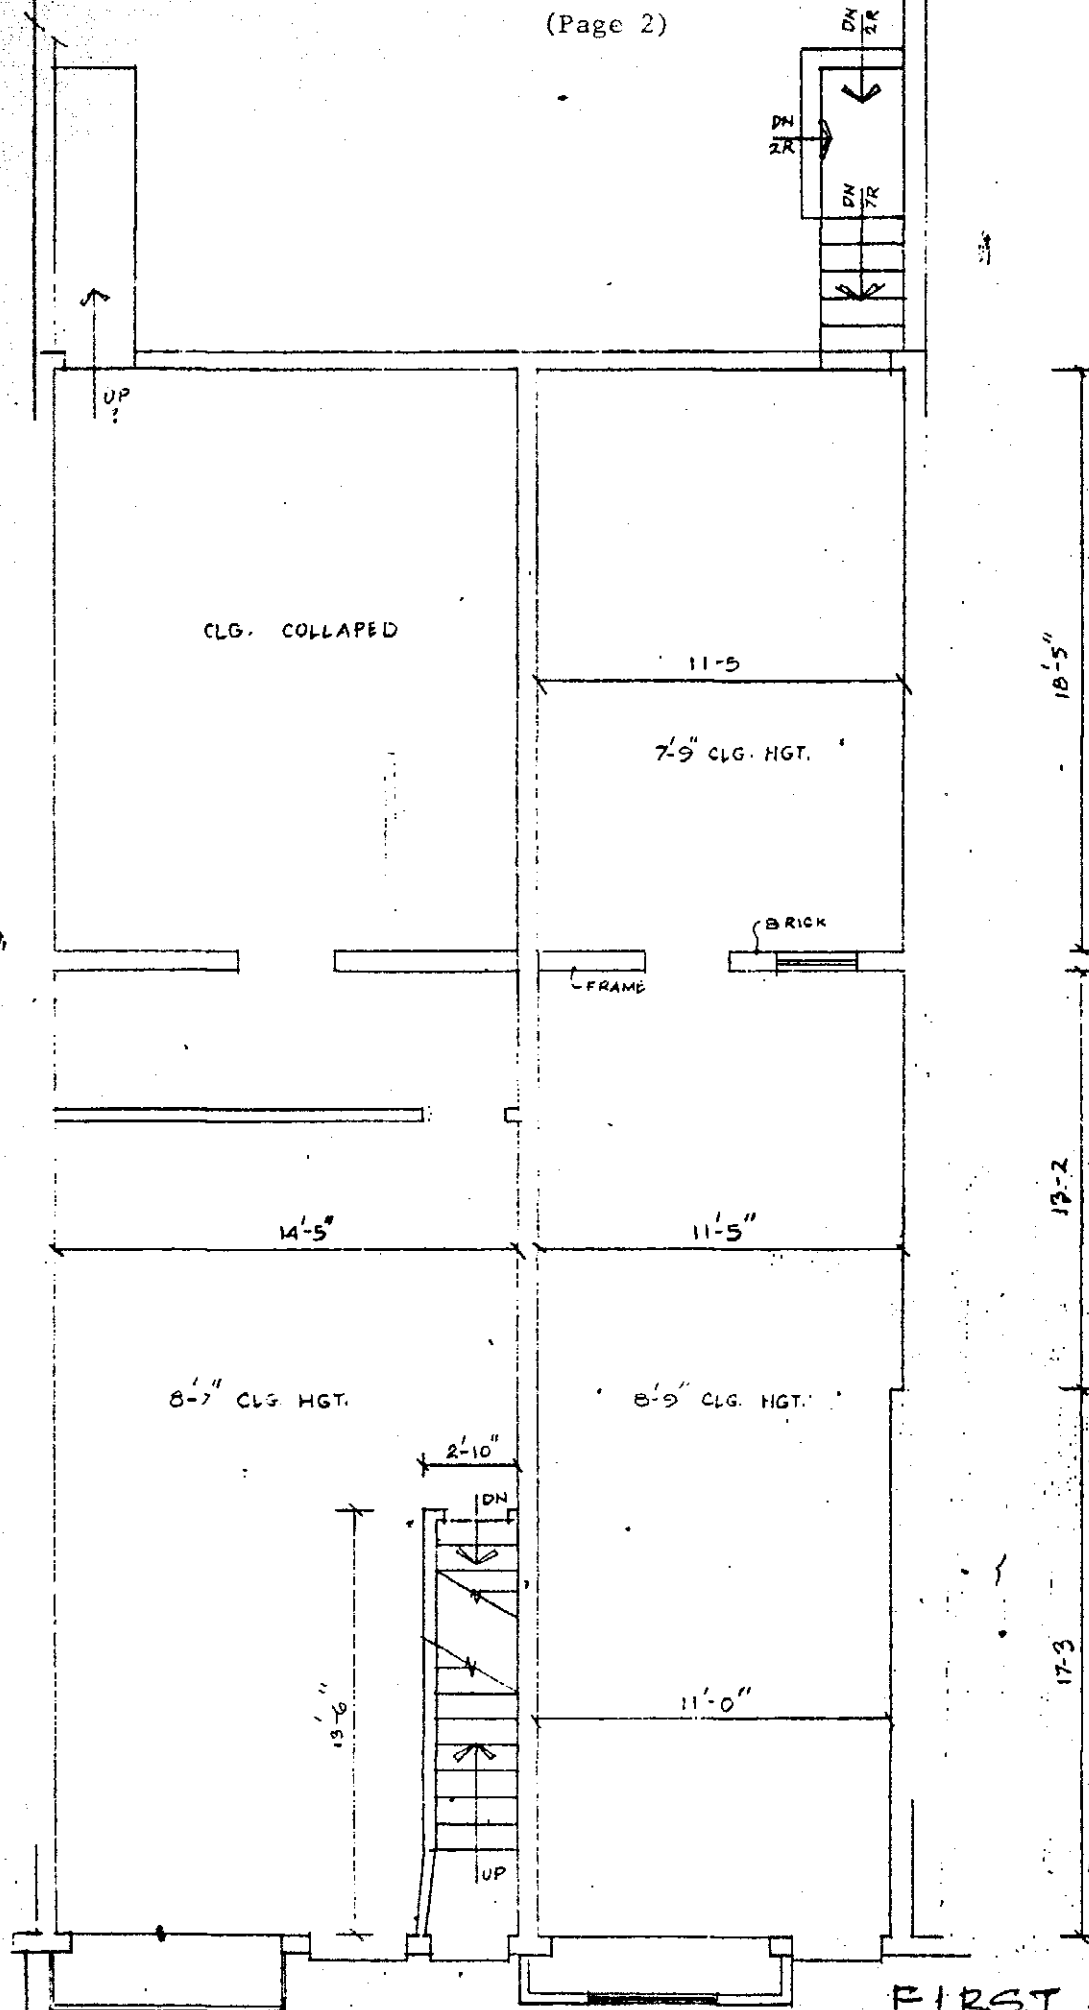 (Page 2)
DN
2R
DN
2R
DN
7R
UP
?
CLG. COLLAPED
11-5
18'-5"
7'-9" CLG. HGT.
BRICK
FRAME
13-2
14'-5"
11'-5"
8'-7" CLG HGT.
8'-9" CLG. HGT.
2'-10"
DN
13'-6"
17-3
11'-0"
UP
FIRST